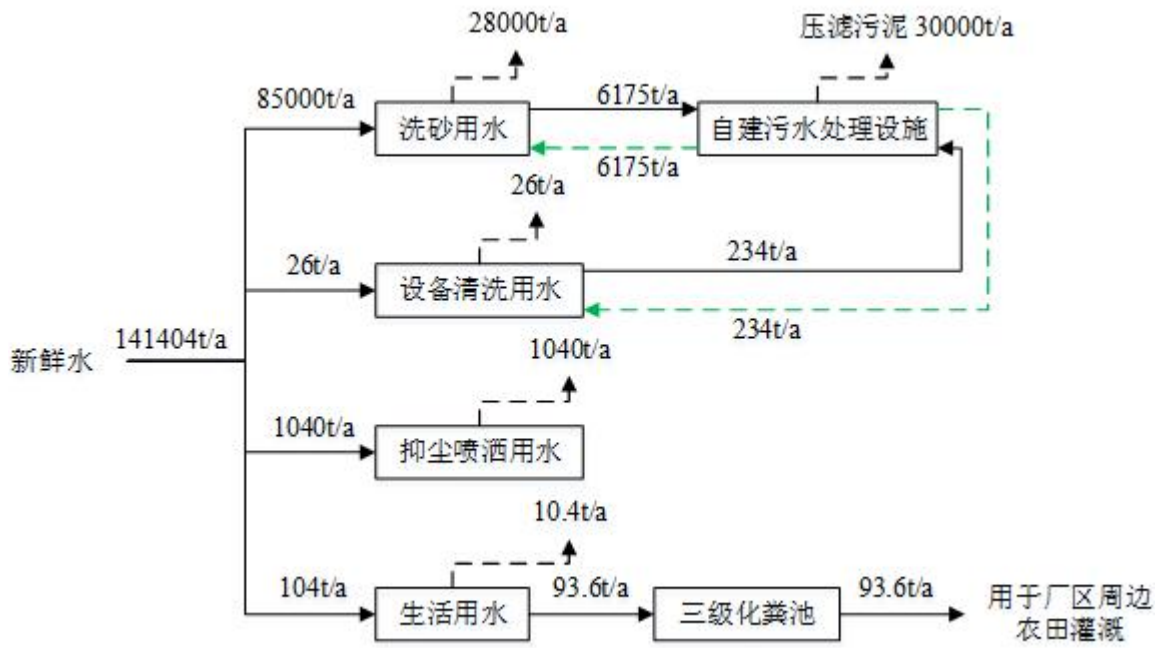 28000t/a
压滤污泥 30000t/a
85000t/a
洗砂用水
6175t/a
自建污水处理设施
6175t/a
26t/a
26t/a
设备清洗用水
234t/a
234t/a
新鲜水
141404t/a
1040t/a
1040t/a
抑尘喷洒用水
10.4t/a
104t/a
生活用水
93.6t/a
三级化粪池
93.6t/a
用于厂区周边
农田灌溉